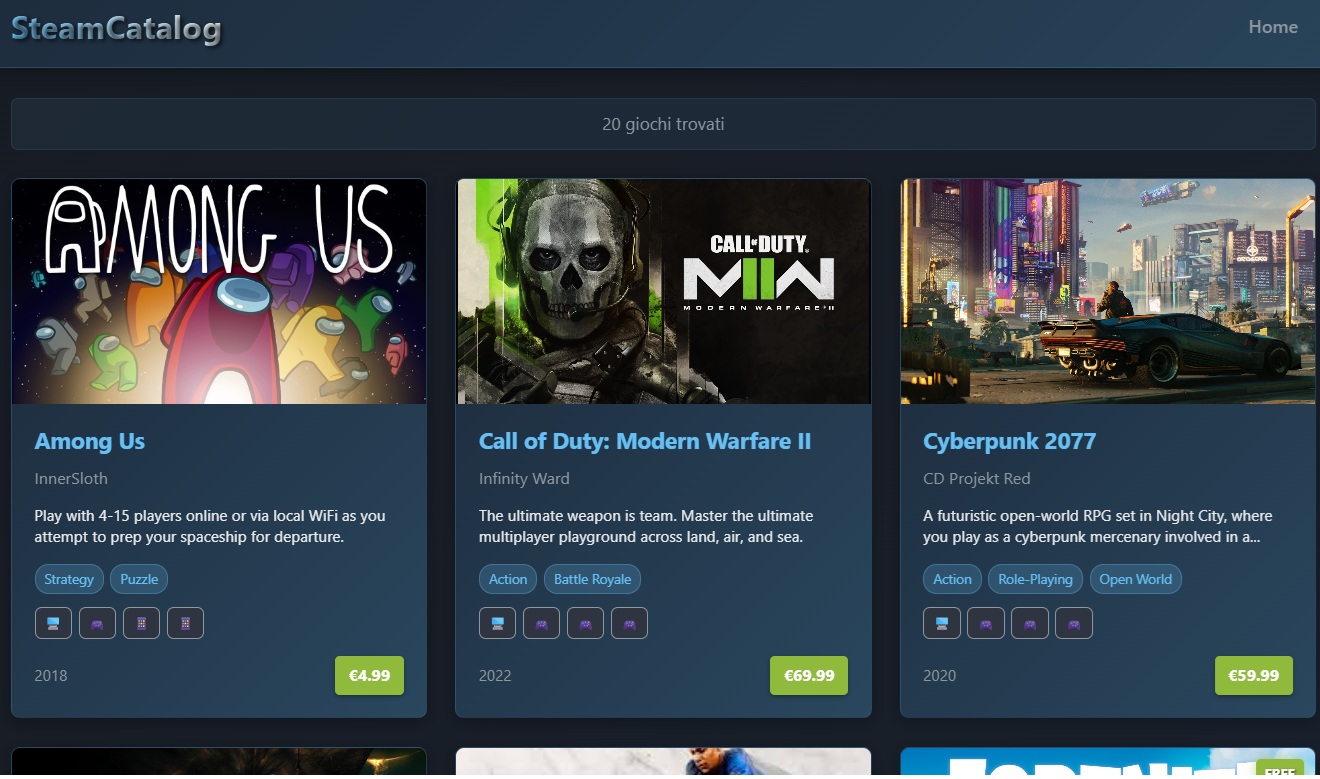 SteamCatalog
Home
20 giochi trovati
AMONG US
CALL OF DUTY.
MWII
MODERN WARFARE II
Among Us
InnerSloth
Play with 4-15 players online or via local WiFi as you
attempt to prep your spaceship for departure.
Strategy
Puzzle
2018
€4.99
Call of Duty: Modern Warfare II
Infinity Ward
The ultimate weapon is team. Master the ultimate
multiplayer playground across land, air, and sea.
Action
Battle Royale
2022
€69.99
Cyberpunk 2077
CD Projekt Red
A futuristic open-world RPG set in Night City, where
you play as a cyberpunk mercenary involved in a...
Action
Role-Playing
Open World
2020
€59.99
FORTNITE
FREE